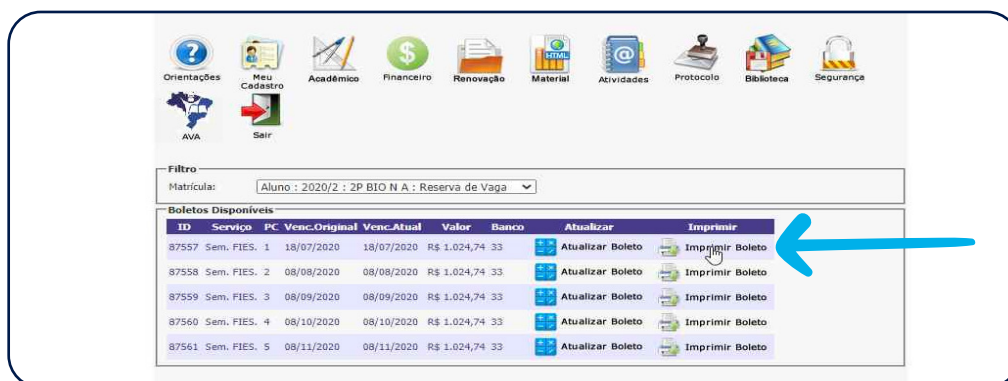 Orientações Meu Cadastro Acadêmico Financeiro Renovação Material Atividades Protocolo Biblioteca Segurança
HTML
AVA Sair
Filtro
Matrícula: Aluno : 2020/2 : 2P BIO N A : Reserva de Vaga
Boletos Disponíveis
ID Serviço PC Venc.Original Venc.Atual Valor Banco Atualizar Imprimir
87557 Sem. FIES. 1 18/07/2020 18/07/2020 R$ 1.024,74 33 Atualizar Boleto Imprimir Boleto
87558 Sem. FIES. 2 08/08/2020 08/08/2020 R$ 1.024,74 33 Atualizar Boleto Imprimir Boleto
87559 Sem. FIES. 3 08/09/2020 08/09/2020 R$ 1.024,74 33 Atualizar Boleto Imprimir Boleto
87560 Sem. FIES. 4 08/10/2020 08/10/2020 R$ 1.024,74 33 Atualizar Boleto Imprimir Boleto
87561 Sem. FIES. 5 08/11/2020 08/11/2020 R$ 1.024,74 33 Atualizar Boleto Imprimir Boleto